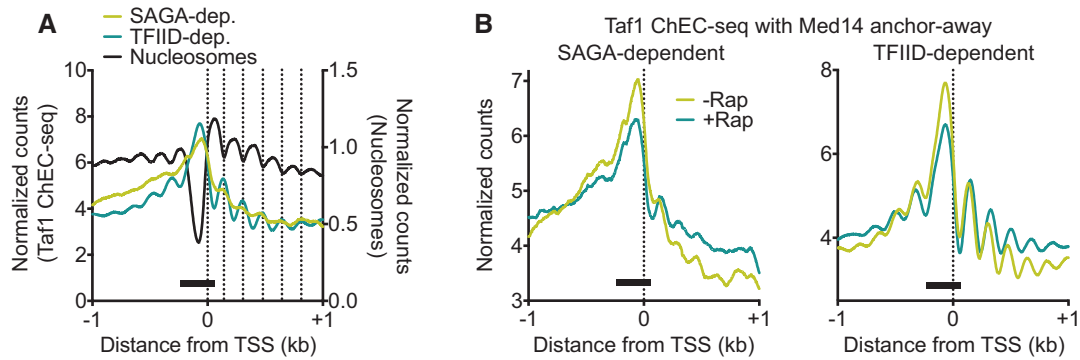 A
SAGA-dep.
TFIID-dep.
Nucleosomes
Normalized counts
(Taf1 ChEC-seq)
10
8
6
4
2
0
1.5
1.0
0.5
0.0
Normalized counts
(Nucleosomes)
-1
0
+1
Distance from TSS (kb)
B
Taf1 ChEC-seq with Med14 anchor-away
SAGA-dependent
Normalized counts
7
6
5
4
3
-Rap
+Rap
-1
0
+1
Distance from TSS (kb)
TFIID-dependent
8
6
4
-1
0
+1
Distance from TSS (kb)